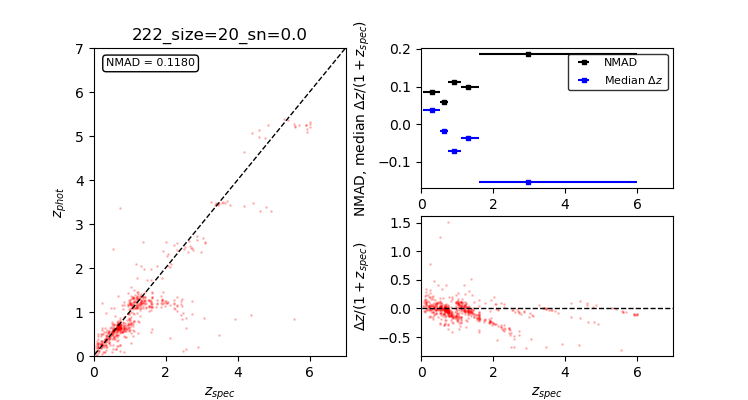 222_size=20_sn=0.0
NMAD = 0.1180
7
6
5
4
3
2
1
0
z_phot
0 2 4 6
z_spec
NMAD, median Δz/(1 + z_spec)
0.2
0.1
0.0
−0.1
NMAD
Median Δz
0 2 4 6
Δz/(1 + z_spec)
1.5
1.0
0.5
0.0
−0.5
0 2 4 6
z_spec